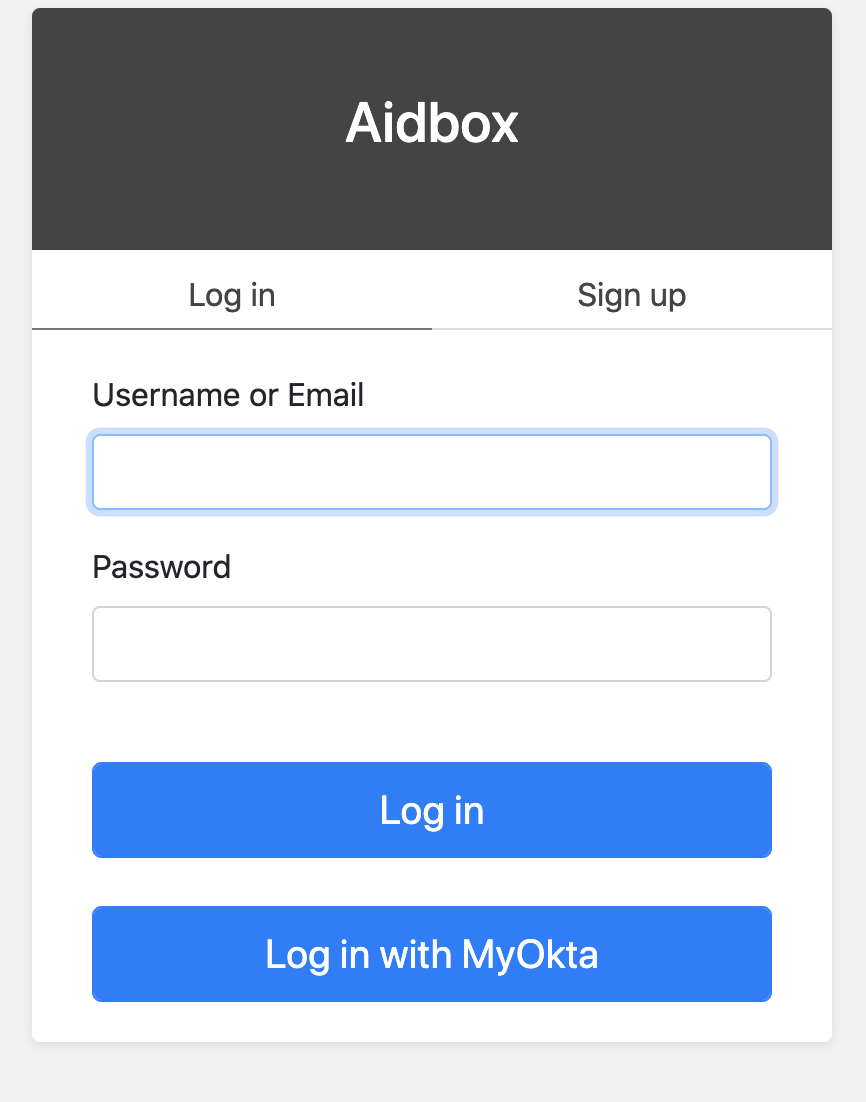 Aidbox
Log in
Sign up
Username or Email
Password
Log in
Log in with MyOkta